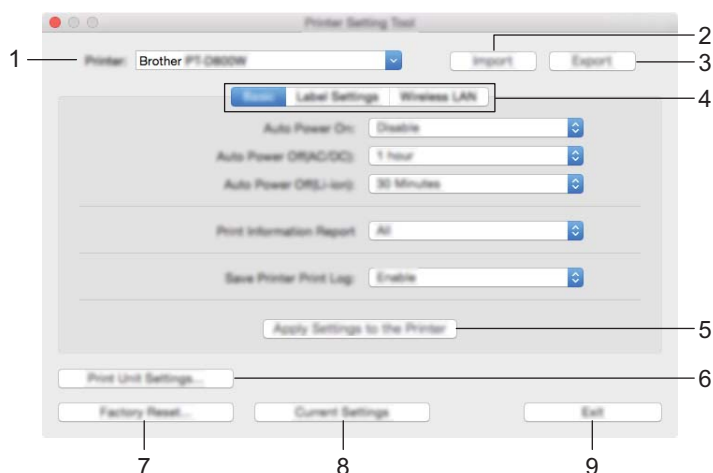 Printer Setting Tool
2
1 Printer: Brother PT-D800W Import Export
3
Basic Label Settings Wireless LAN 4
Auto Power On: Disable
Auto Power Off(AC/DC): 1 hour
Auto Power Off(Li-ion): 30 Minutes
Print Information Report All
Save Printer Print Log: Enable
Apply Settings to the Printer 5
Print Unit Settings... 6
Factory Reset... Current Settings Exit
7 8 9